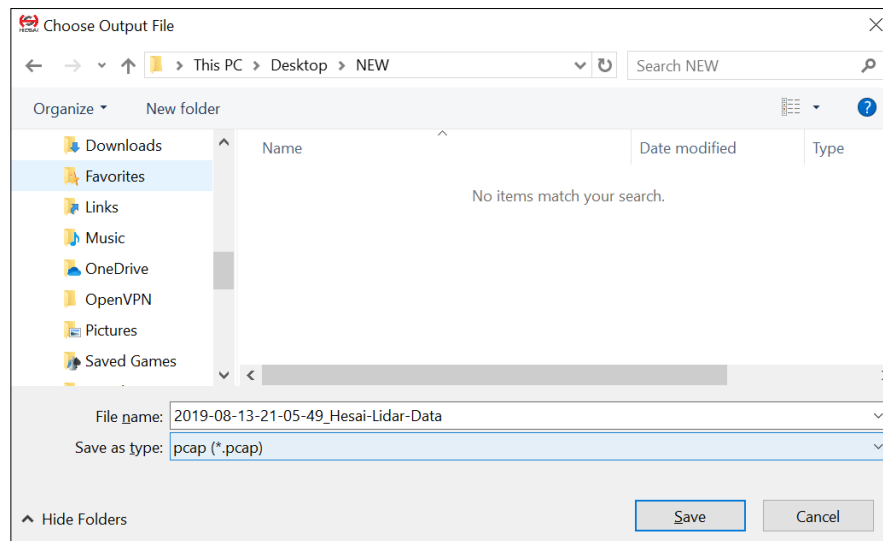 HESAI Choose Output File
This PC > Desktop > NEW Search NEW
Organize New folder
Downloads Name Date modified Type
Favorites No items match your search.
Links
Music
OneDrive
OpenVPN
Pictures
Saved Games
File name: 2019-08-13-21-05-49_Hesai-Lidar-Data
Save as type: pcap (*.pcap)
Hide Folders Save Cancel